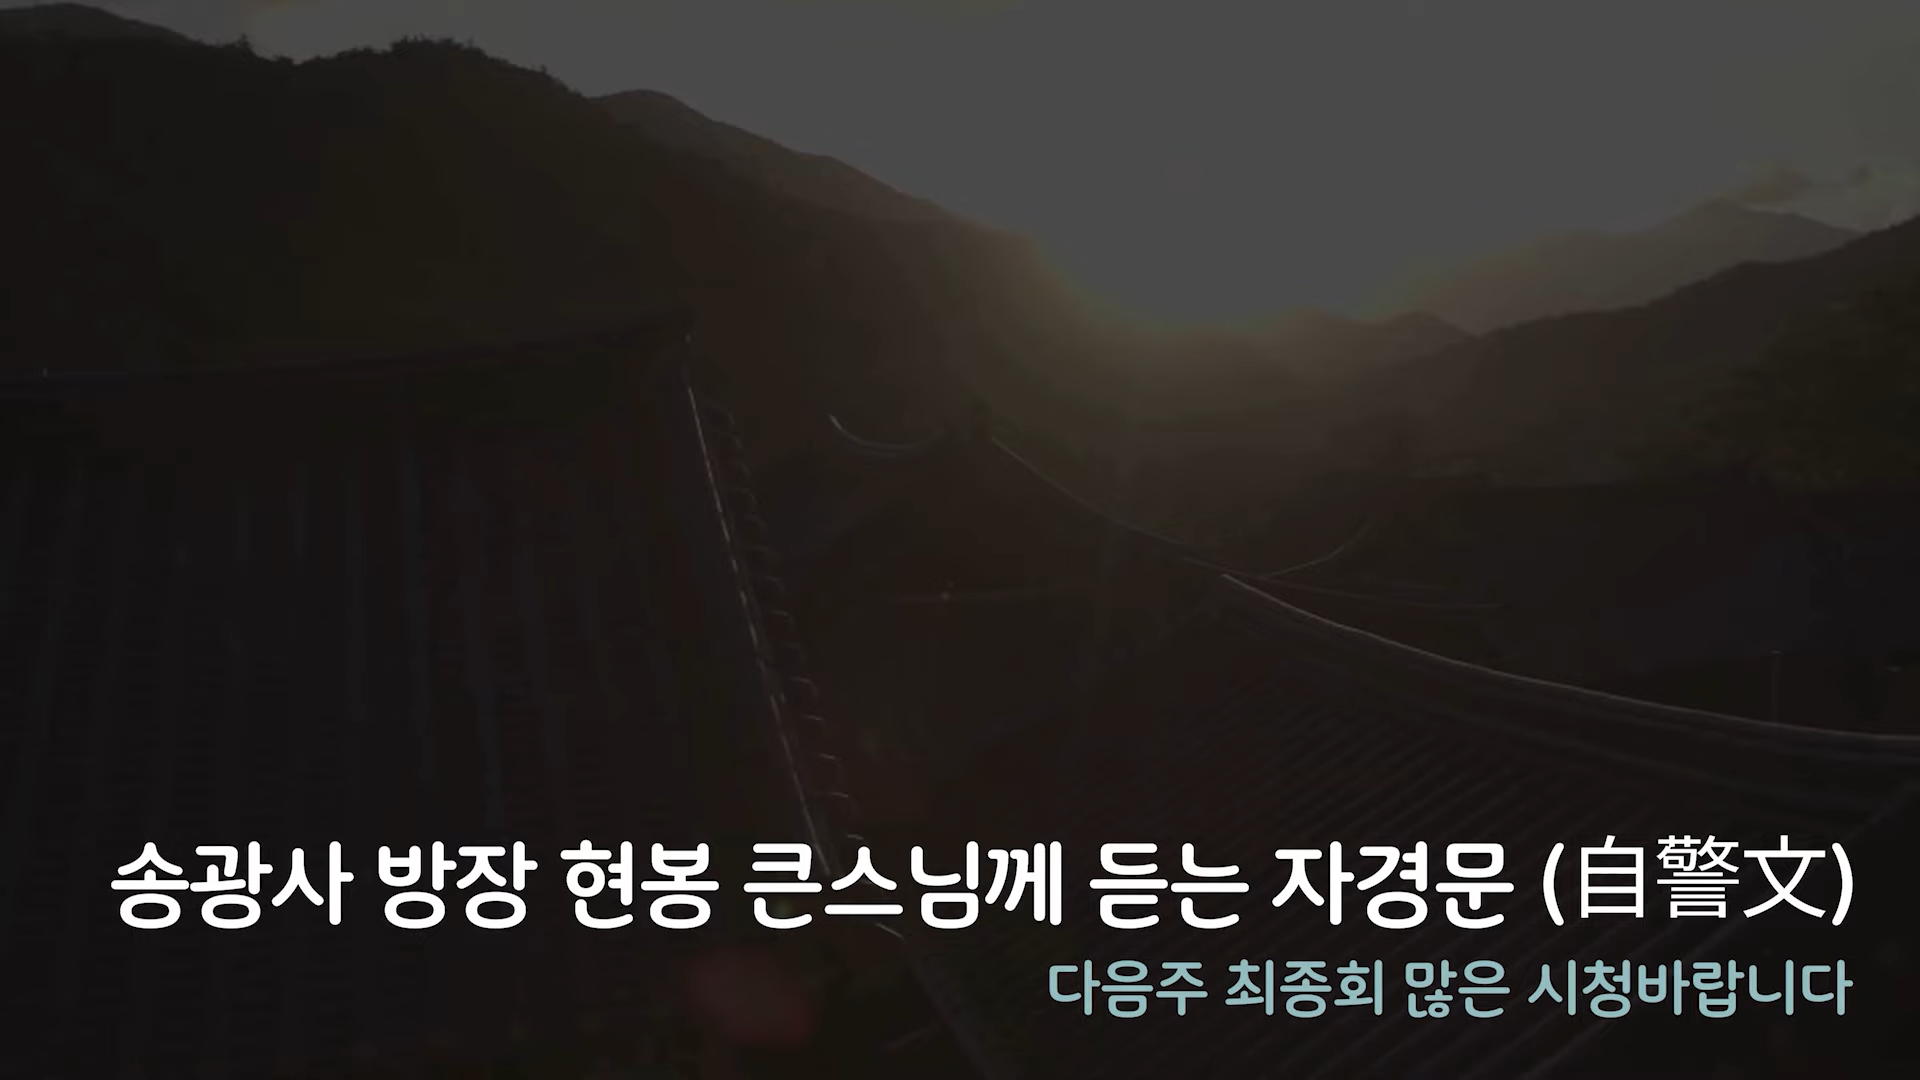 송광사 방장 현봉 큰스님께 듣는 자경문 (自警文)
다음주 최종회 많은 시청바랍니다